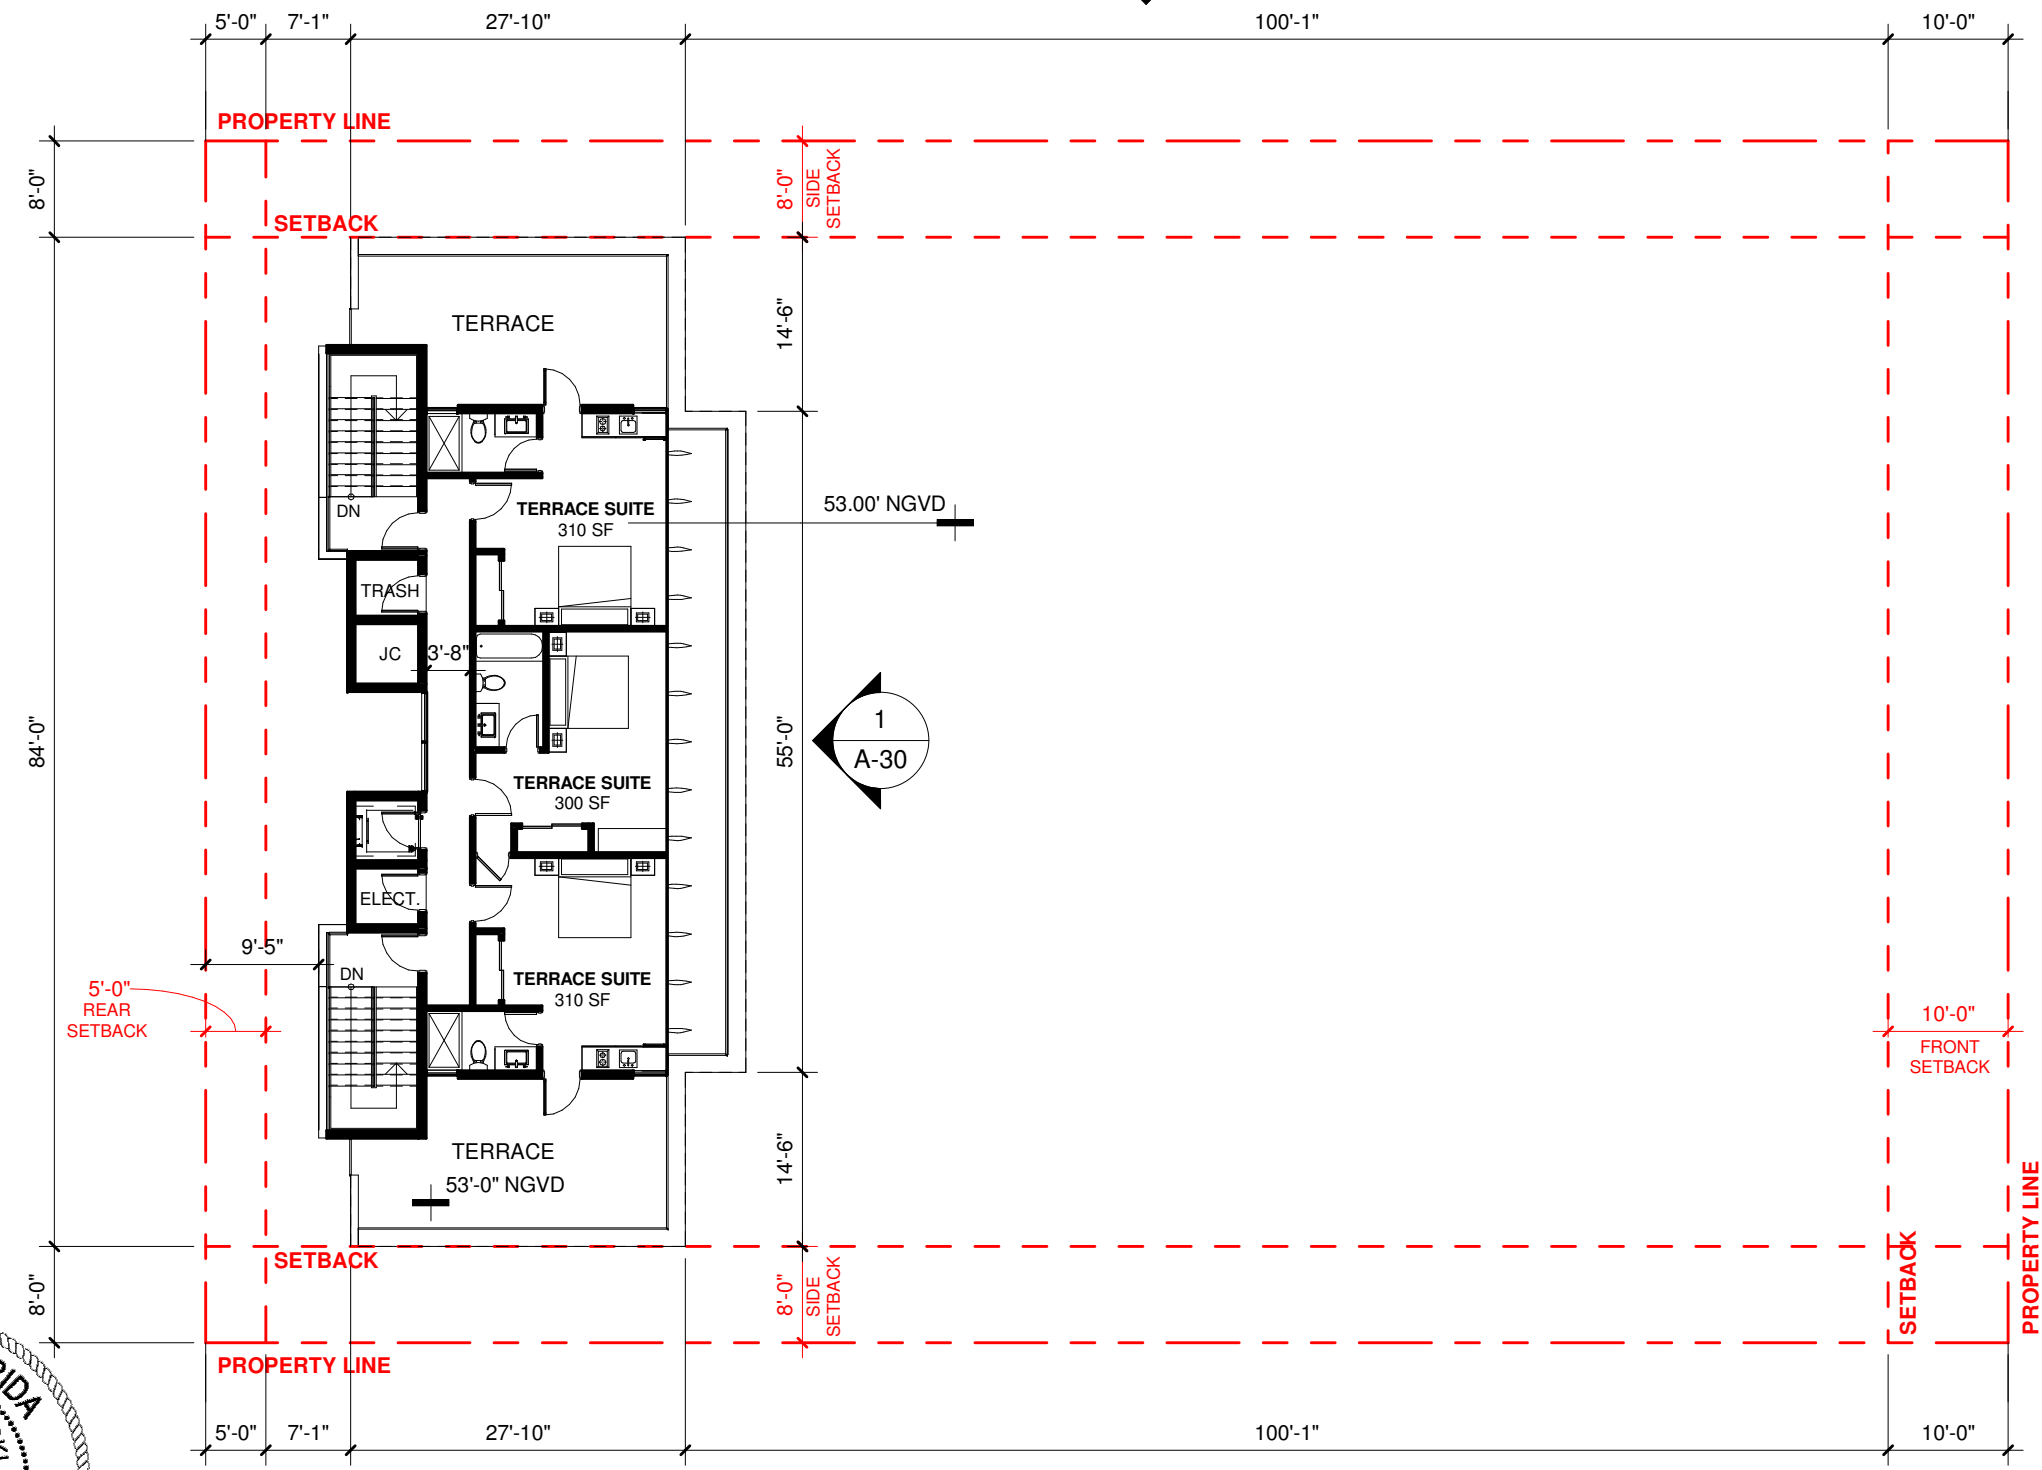 5'-0" 7'-1" 27'-10" 100'-1" 10'-0"
PROPERTY LINE
8'-0"
8'-0"
SIDE
SETBACK
SETBACK
TERRACE
14'-6"
DN
TERRACE SUITE
310 SF
53.00' NGVD
TRASH
JC
3'-8"
84'-0"
55'-0"
1
A-30
TERRACE SUITE
300 SF
ELECT.
9'-5"
DN
TERRACE SUITE
310 SF
5'-0"
REAR
SETBACK
10'-0"
FRONT
SETBACK
TERRACE
53'-0" NGVD
14'-6"
SETBACK
8'-0"
8'-0"
SIDE
SETBACK
SETBACK
PROPERTY LINE
PROPERTY LINE
5'-0" 7'-1" 27'-10" 100'-1" 10'-0"